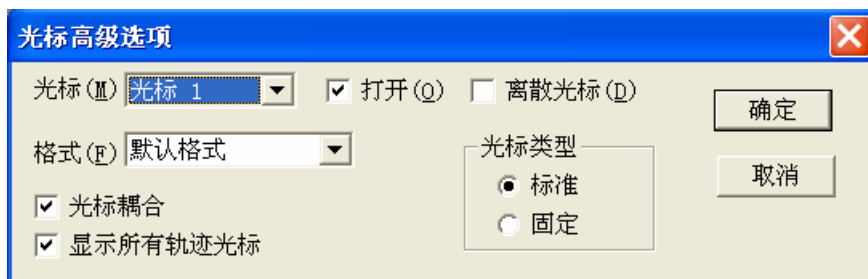 光标高级选项
光标(M) 光标 1 打开(O) 离散光标(D)
确定
格式(F) 默认格式
光标类型
标准
取消
光标耦合
固定
显示所有轨迹光标